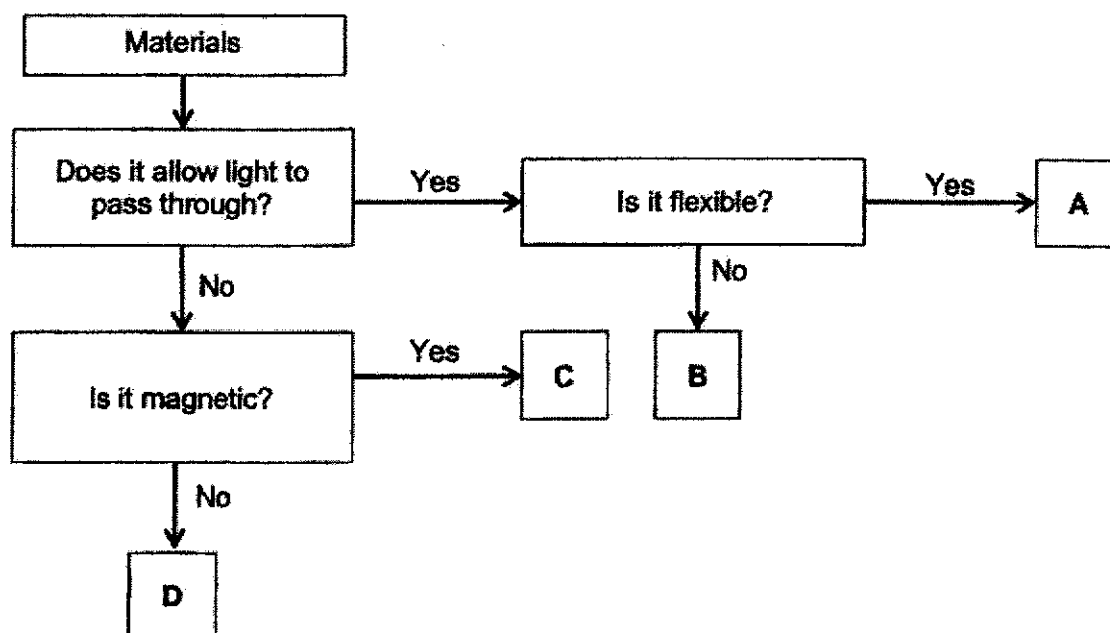 Materials
Does it allow light to
pass through?
Yes
Is it flexible?
Yes
A
No
No
Is it magnetic?
Yes
C
B
No
D